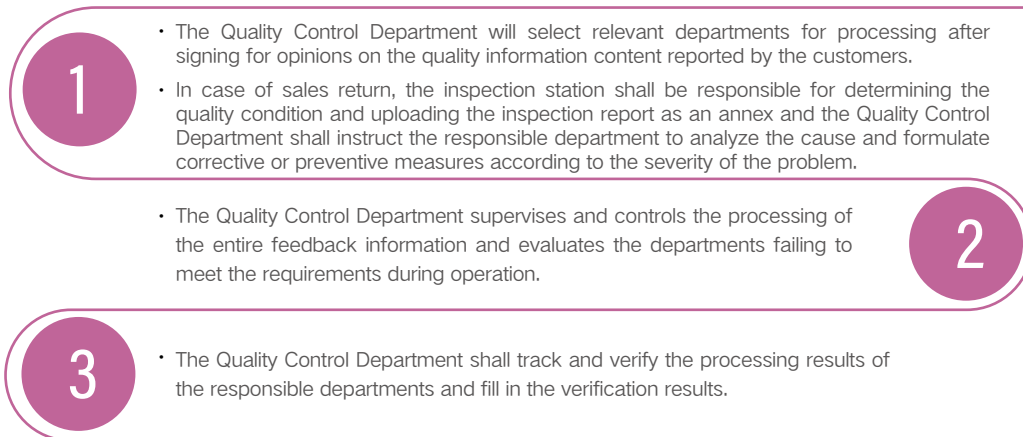 1
· The Quality Control Department will select relevant departments for processing after
signing for opinions on the quality information content reported by the customers.
· In case of sales return, the inspection station shall be responsible for determining the
quality condition and uploading the inspection report as an annex and the Quality Control
Department shall instruct the responsible department to analyze the cause and formulate
corrective or preventive measures according to the severity of the problem.
· The Quality Control Department supervises and controls the processing of
the entire feedback information and evaluates the departments failing to
meet the requirements during operation.
2
3
· The Quality Control Department shall track and verify the processing results of
the responsible departments and fill in the verification results.